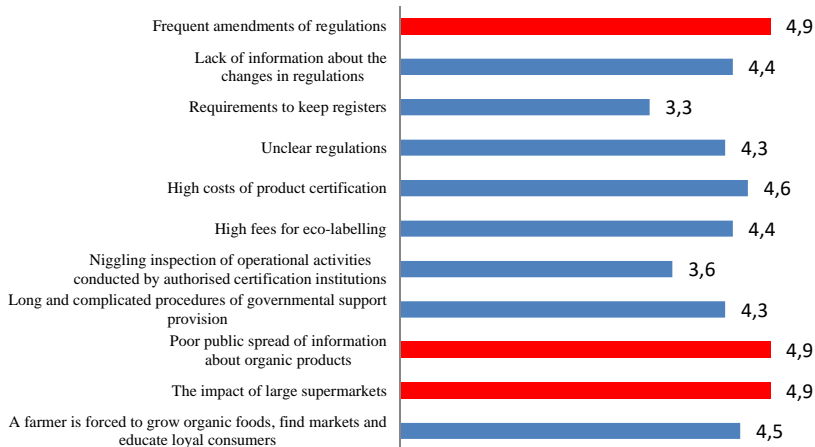 Frequent amendments of regulations
4,9
Lack of information about the
changes in regulations
4,4
Requirements to keep registers
3,3
Unclear regulations
4,3
High costs of product certification
4,6
High fees for eco-labelling
4,4
Niggling inspection of operational activities
conducted by authorised certification institutions
3,6
Long and complicated procedures of governmental support
provision
4,3
Poor public spread of information
about organic products
4,9
The impact of large supermarkets
4,9
A farmer is forced to grow organic foods, find markets and
educate loyal consumers
4,5